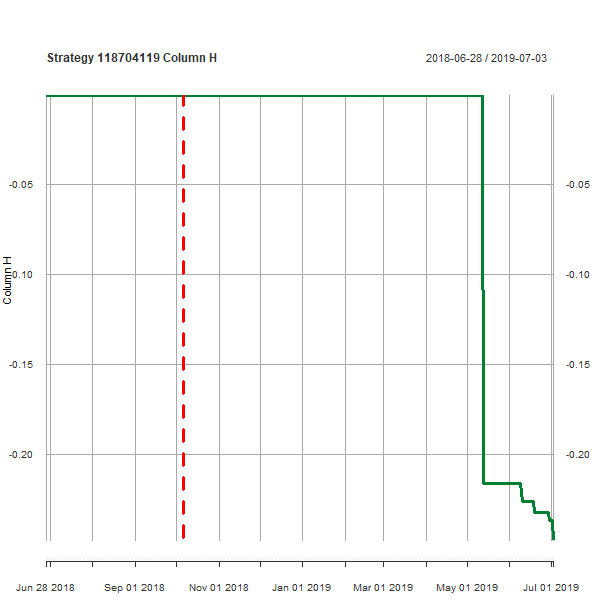 Strategy 118704119 Column H 2018-06-28 / 2019-07-03
-0.05 -0.05
-0.10 -0.10
Column H
-0.15 -0.15
-0.20 -0.20
Jun 28 2018 Sep 01 2018 Nov 01 2018 Jan 01 2019 Mar 01 2019 May 01 2019 Jul 01 2019